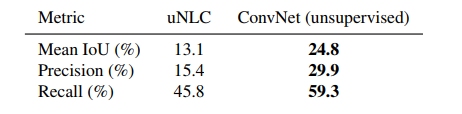 Metric uNLC ConvNet (unsupervised)
Mean IoU (%) 13.1 24.8
Precision (%) 15.4 29.9
Recall (%) 45.8 59.3